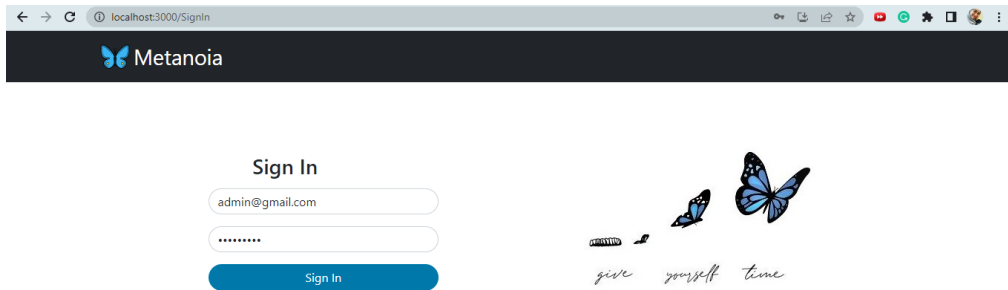 localhost:3000/SignIn
Metanoia
Sign In
admin@gmail.com
•••••••••
Sign In
give yourself time